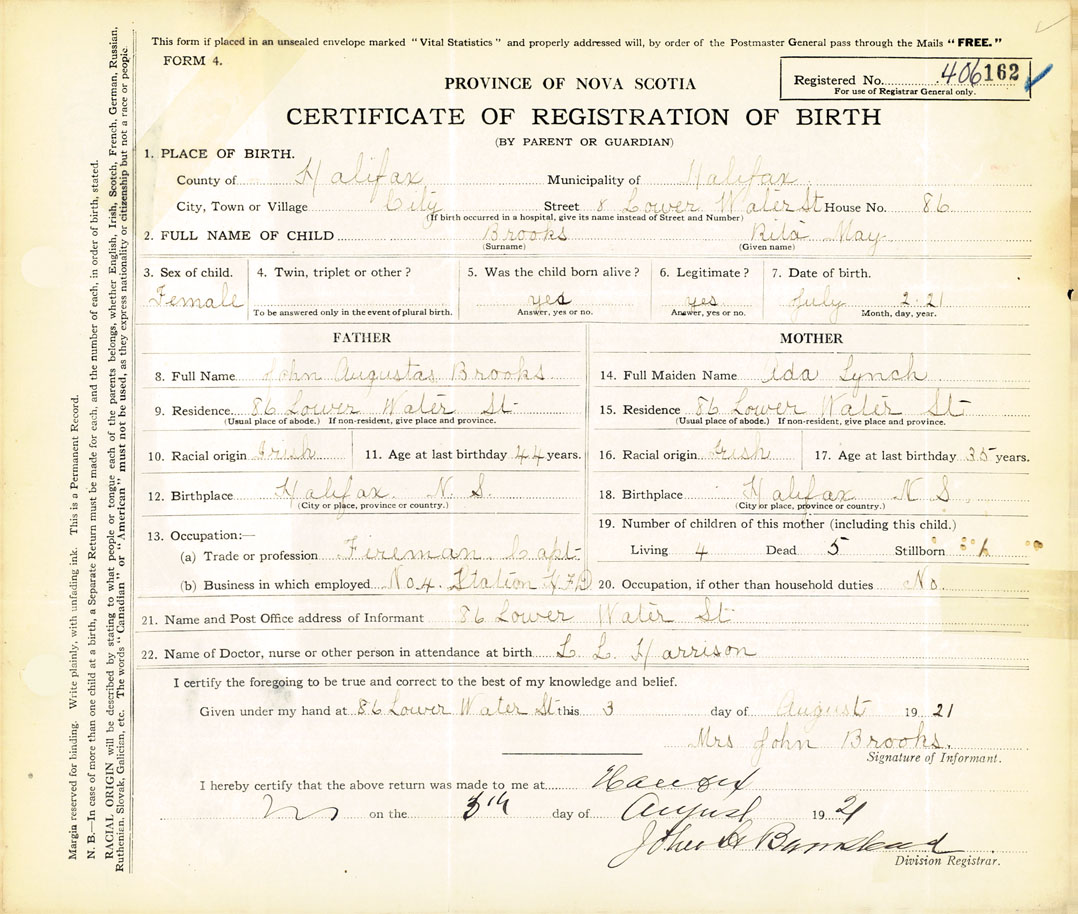 This form if placed in an unsealed envelope marked "Vital Statistics" and properly addressed will, by order of the Postmaster General pass through the Mails "FREE."
FORM 4.
Registered No. 406162
For use of Registrar General only.
PROVINCE OF NOVA SCOTIA
CERTIFICATE OF REGISTRATION OF BIRTH
(BY PARENT OR GUARDIAN)
1. PLACE OF BIRTH.
County of Halifax Municipality of Halifax
City, Town or Village City Street 8 Lower Water St House No. 86
(If birth occurred in a hospital, give its name instead of Street and Number)
2. FULL NAME OF CHILD Brooks Rita May
(Surname) (Given name)
3. Sex of child. 4. Twin, triplet or other? 5. Was the child born alive? 6. Legitimate? 7. Date of birth.
Female yes yes July 2-21
To be answered only in the event of plural birth. Answer, yes or no. Answer, yes or no. Month, day, year.
FATHER MOTHER
8. Full Name John Augustas Brooks 14. Full Maiden Name Ada Lynch
9. Residence 86 Lower Water St 15. Residence 86 Lower Water St
(Usual place of abode.) If non-resident, give place and province. (Usual place of abode.) If non-resident, give place and province.
10. Racial origin Irish 11. Age at last birthday 44 years. 16. Racial origin Irish 17. Age at last birthday 35 years.
12. Birthplace Halifax. N. S. 18. Birthplace Halifax N S.
(City or place, province or country.) (City or place, province or country.)
13. Occupation:— 19. Number of children of this mother (including this child.)
(a) Trade or profession Fireman Capt Living 4 Dead 5 Stillborn
(b) Business in which employed No 4. Station H.F.D 20. Occupation, if other than household duties No
21. Name and Post Office address of Informant 86 Lower Water St
22. Name of Doctor, nurse or other person in attendance at birth L. L. Harrison
I certify the foregoing to be true and correct to the best of my knowledge and belief.
Given under my hand at 86 Lower Water St this 3 day of August 19 21
Mrs John Brooks.
Signature of Informant.
I hereby certify that the above return was made to me at
on the 5th day of August 19 21
John
Division Registrar.
Margin reserved for binding. Write plainly, with unfading ink. This is a Permanent Record.
N. B.—In case of more than one child at a birth, a Separate Return must be made for each, and the number of each, in order of birth, stated.
RACIAL ORIGIN will be described by stating to what people or tongue each of the parents belongs, whether English, Irish, Scotch, French, German, Russian,
Ruthenian, Slovak, Galician, etc. The words "Canadian" or "American" must not be used, as they express nationality or citizenship but not a race or people.